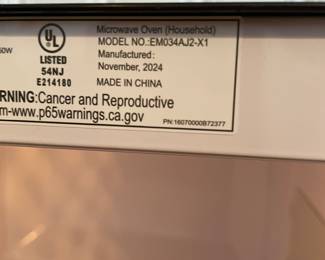 Microwave Oven (Household)
MODEL NO.:EM034AJ2-X1
50W
UL
Manufactured:
LISTED
November, 2024
54NJ
E214180
MADE IN CHINA
RNING:Cancer and Reproductive
m-www.p65warnings.ca.gov
PN:16070000B72377